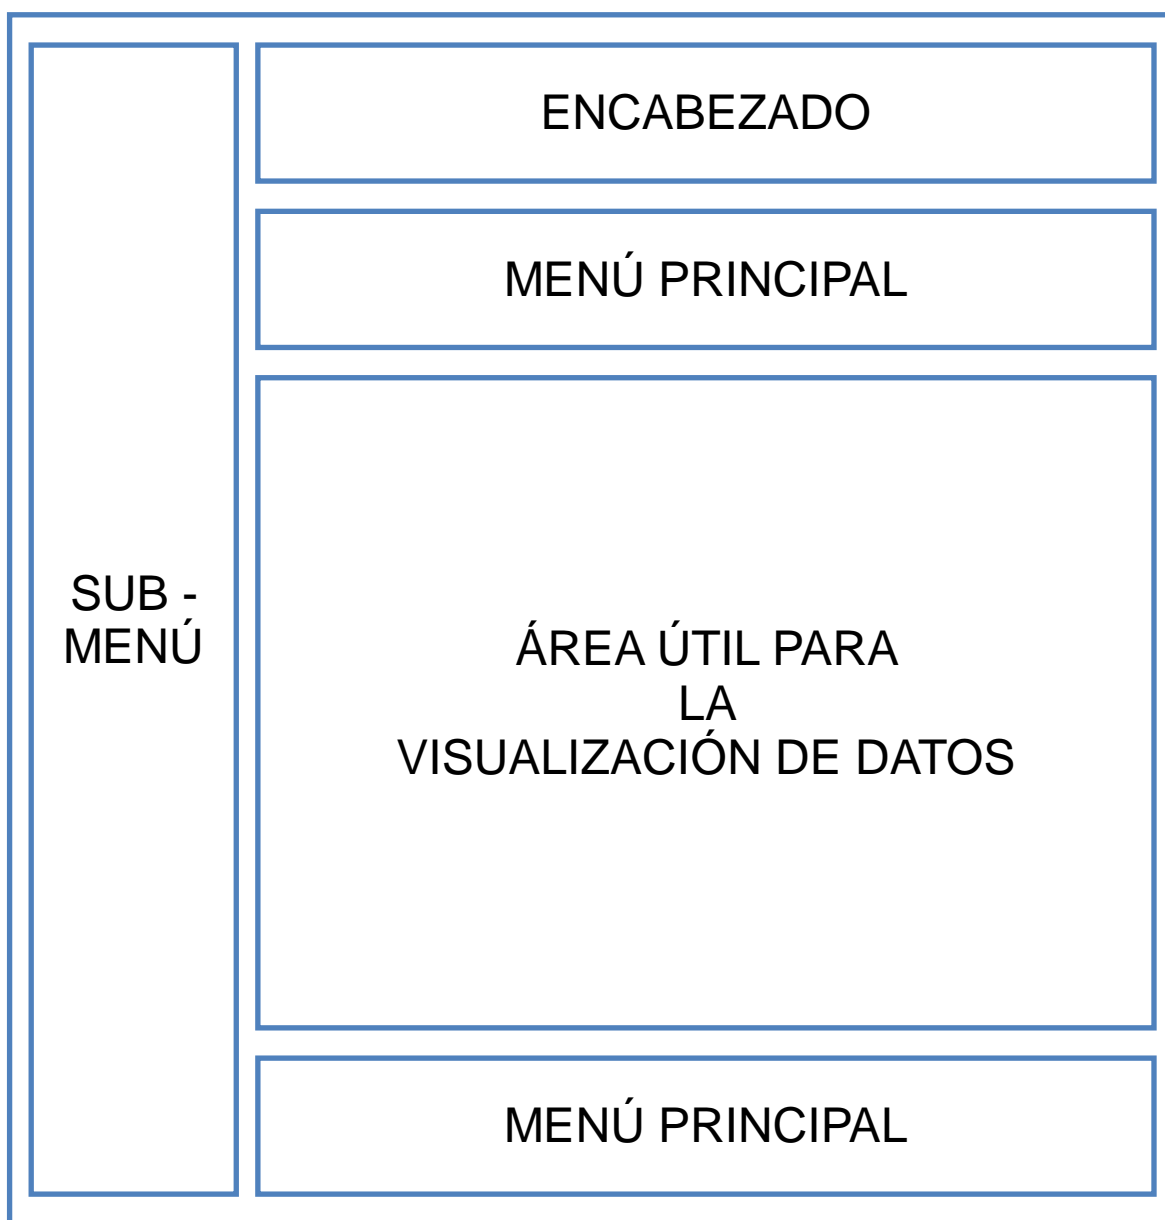 ENCABEZADO
MENÚ PRINCIPAL
SUB -
MENÚ
ÁREA ÚTIL PARA
LA
VISUALIZACIÓN DE DATOS
MENÚ PRINCIPAL